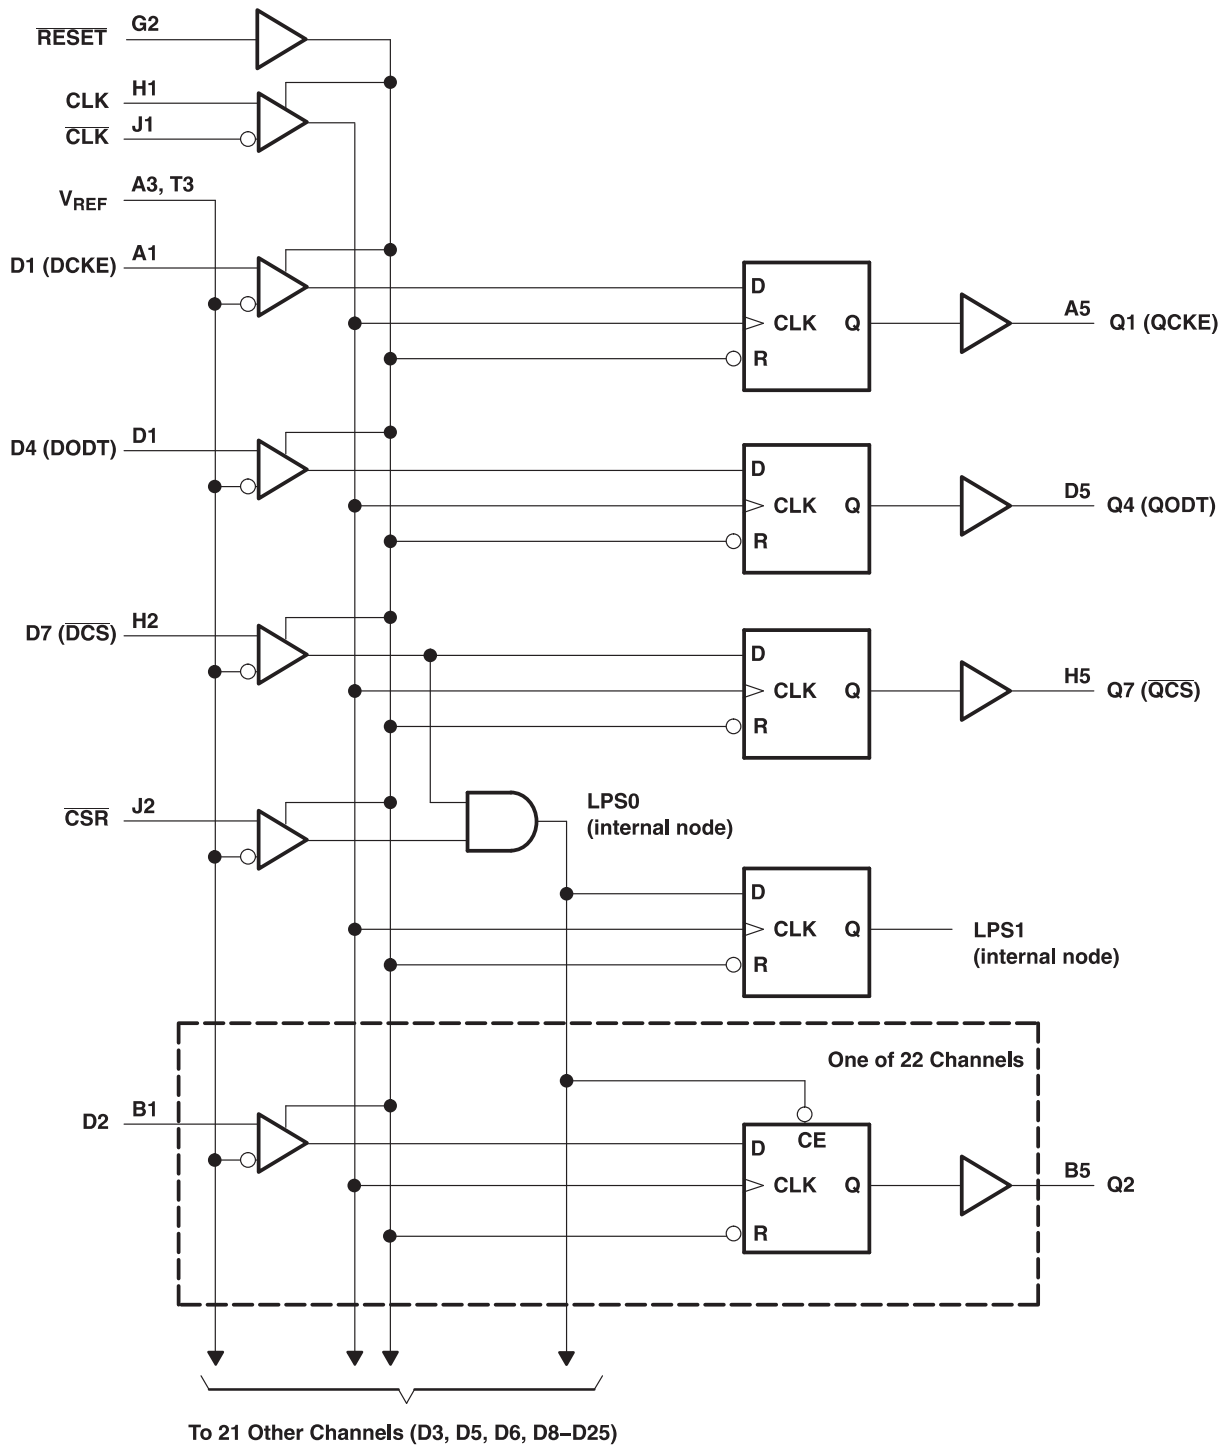 RESET G2
CLK H1
CLK J1
VREF A3, T3
D1 (DCKE) A1
D
CLK Q
R
A5 Q1 (QCKE)
D4 (DODT) D1
D
CLK Q
R
D5 Q4 (QODT)
D7 (DCS) H2
D
CLK Q
R
H5 Q7 (QCS)
CSR J2
LPS0
(internal node)
D
CLK Q
R
LPS1
(internal node)
One of 22 Channels
D2 B1
CE
D
CLK Q
R
B5 Q2
To 21 Other Channels (D3, D5, D6, D8–D25)